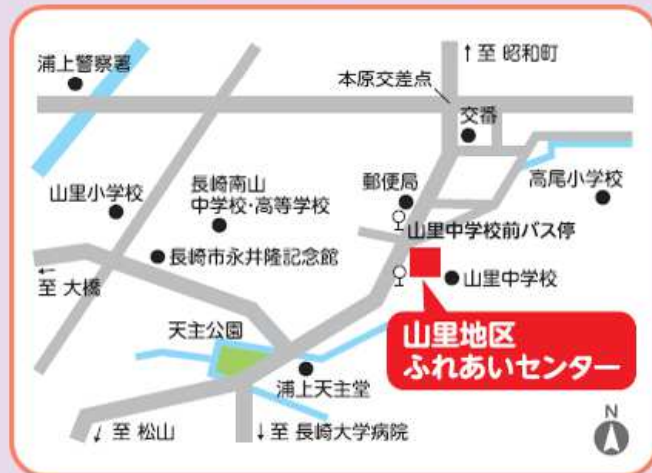 ↑至 昭和町
浦上警察署
本原交差点
交番
山里小学校
長崎南山
中学校・高等学校
郵便局
高尾小学校
山里中学校前バス停
長崎市永井隆記念館
山里中学校
←
至 大橋
天主公園
山里地区
ふれあいセンター
浦上天主堂
↓ 至 松山
↓至 長崎大学病院
N